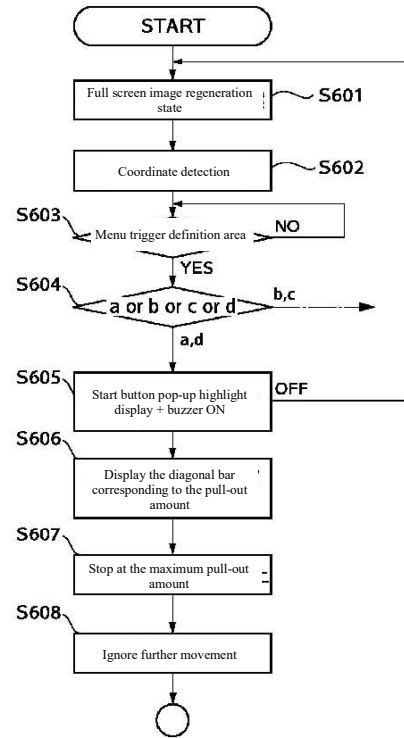 START
Full screen image regeneration
state
S601
Coordinate detection
S602
S603
Menu trigger definition area
NO
YES
S604
a or b or c or d
b,c
a,d
S605
Start button pop-up highlight
display + buzzer ON
OFF
S606
Display the diagonal bar
corresponding to the pull-out
amount
S607
Stop at the maximum pull-out
amount
S608
Ignore further movement